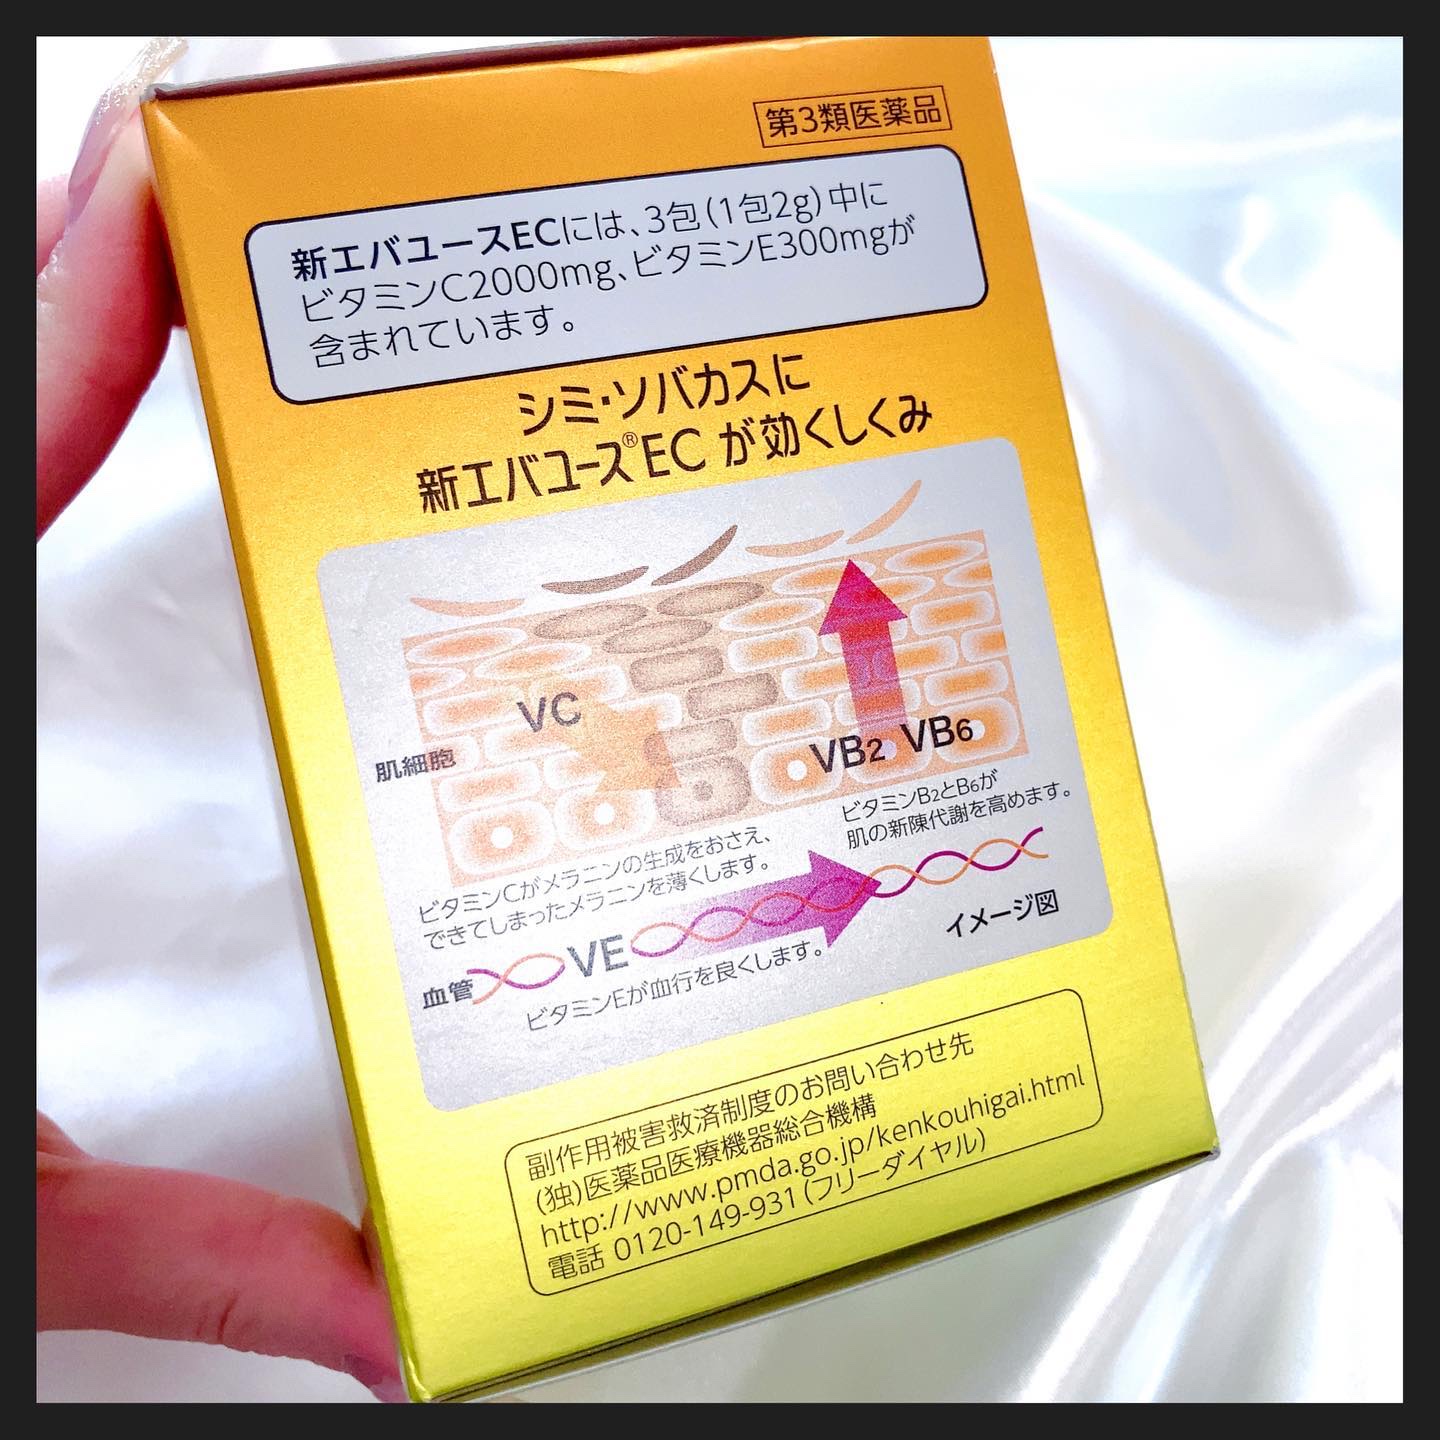 第3類医薬品
新エバユースECには、3包(1包2g)中に
ビタミンC2000mg、ビタミンE300mgが
含まれています。
シミ・ソバカスに
新エバユース®ECが効くしくみ
VC
肌細胞
VB2 VB6
ビタミンB2とB6が
肌の新陳代謝を高めます。
ビタミンCがメラニンの生成をおさえ、
できてしまったメラニンを薄くします。
血管
VE
ビタミンEが血行を良くします。
イメージ図
副作用被害救済制度のお問い合わせ先
(独)医薬品医療機器総合機構
http://www.pmda.go.jp/kenkouhigai.html
電話 0120-149-931(フリーダイヤル)